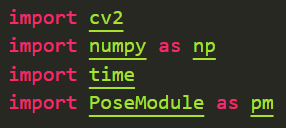 import cv2
import numpy as np
import time
import PoseModule as pm